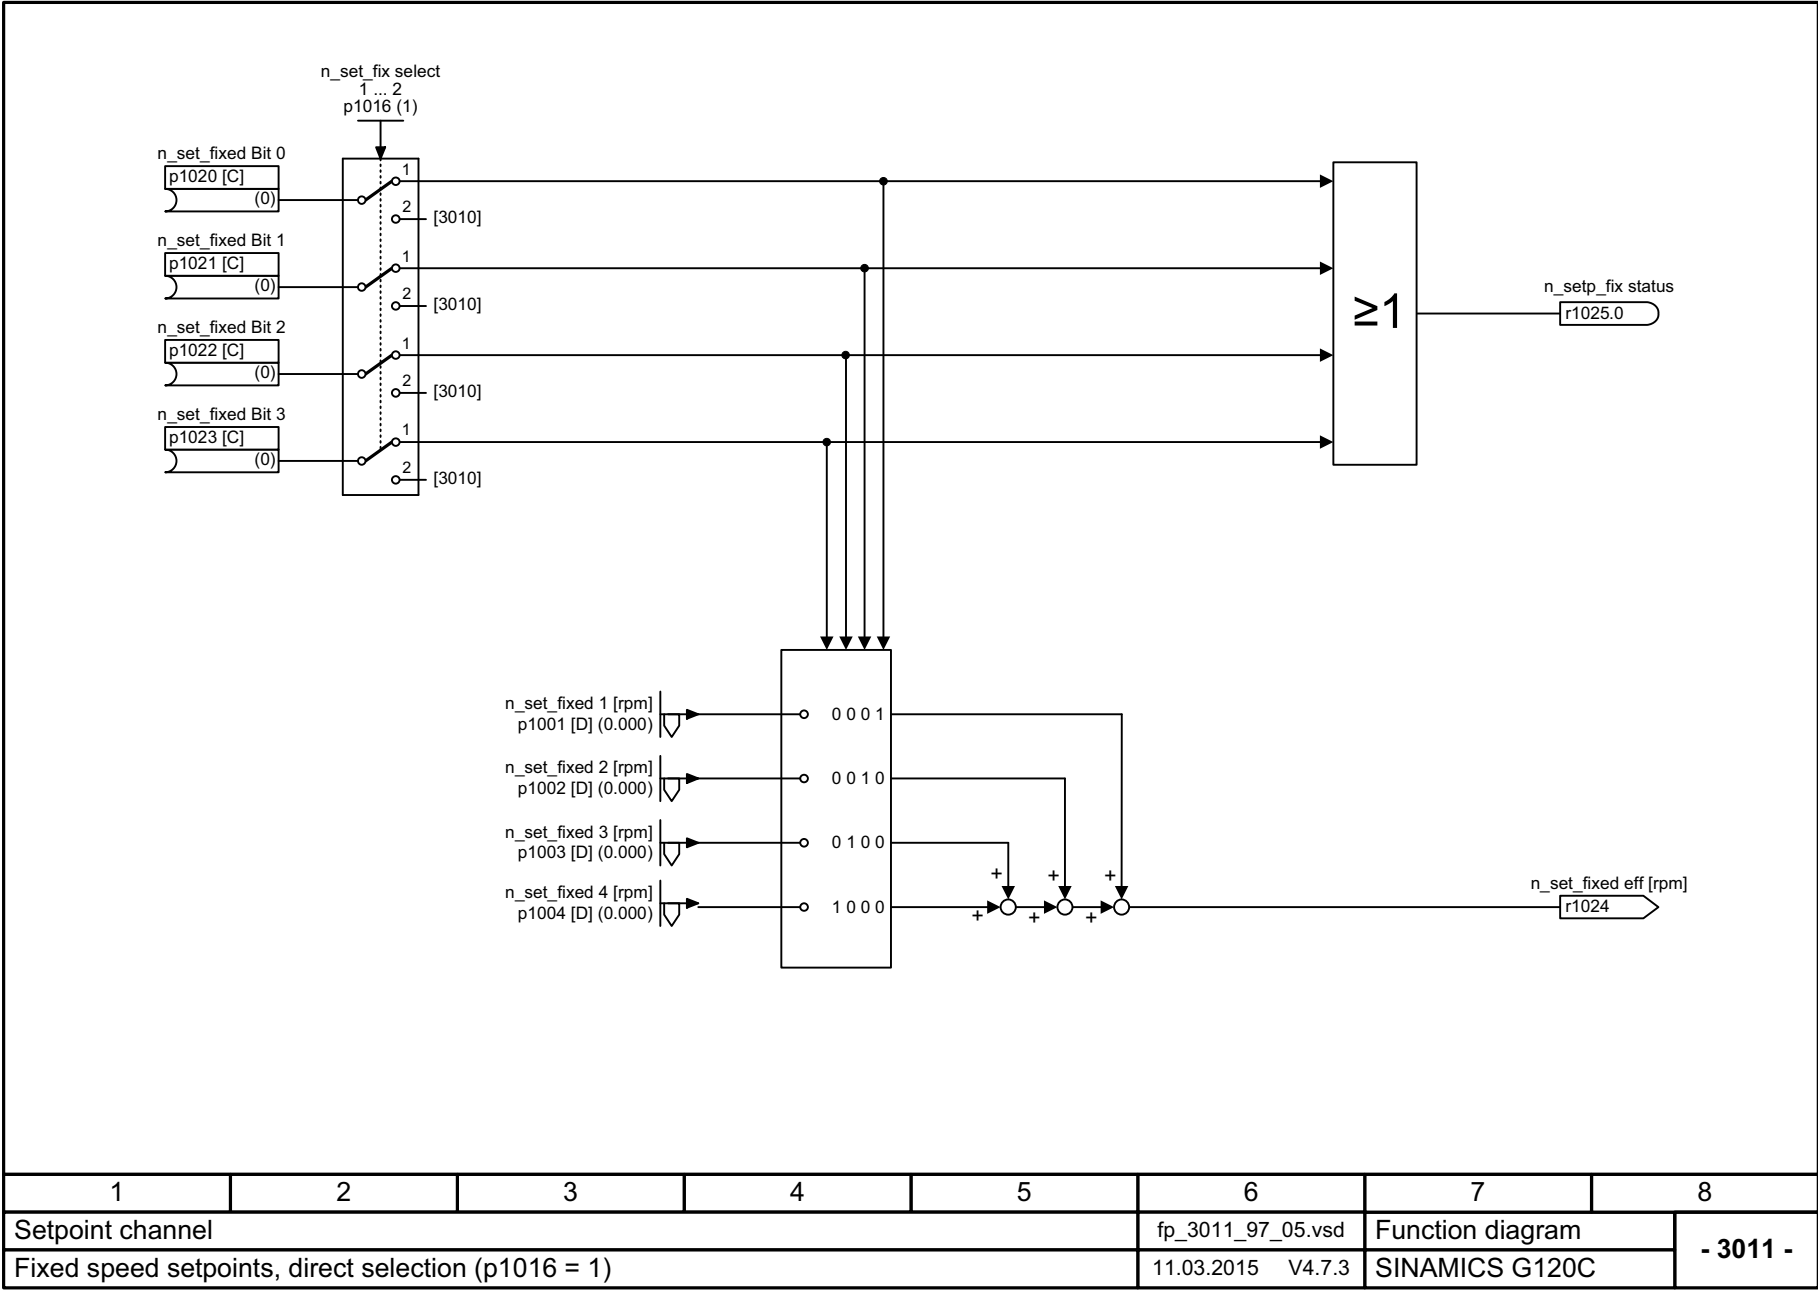 n_set_fix select
1 ... 2
p1016 (1)
n_set_fixed Bit 0
p1020 [C]
(0)
1
2
[3010]
n_set_fixed Bit 1
p1021 [C]
(0)
1
2
[3010]
n_set_fixed Bit 2
p1022 [C]
(0)
1
2
[3010]
n_set_fixed Bit 3
p1023 [C]
(0)
1
2
[3010]
≥1
n_setp_fix status
r1025.0
n_set_fixed 1 [rpm]
p1001 [D] (0.000)
0 0 0 1
n_set_fixed 2 [rpm]
p1002 [D] (0.000)
0 0 1 0
n_set_fixed 3 [rpm]
p1003 [D] (0.000)
0 1 0 0
n_set_fixed 4 [rpm]
p1004 [D] (0.000)
1 0 0 0
+ + +
+ + +
n_set_fixed eff [rpm]
r1024
1 2 3 4 5 6 7 8
Setpoint channel
fp_3011_97_05.vsd
Function diagram
- 3011 -
Fixed speed setpoints, direct selection (p1016 = 1)
11.03.2015 V4.7.3
SINAMICS G120C